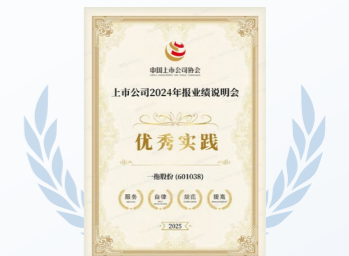 中国上市公司协会
上市公司2024年报业绩说明会
优秀实践
一拖股份 (601038)
服务 自律 规范 提高
2025